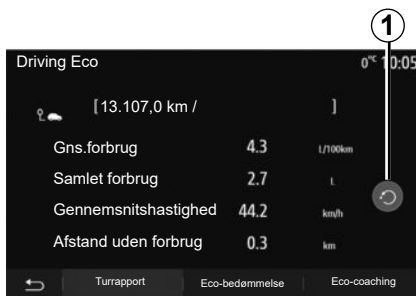 1
Driving Eco 0°C 10:05
[13.107,0 km / ]
Gns.forbrug 4.3 L/100km
Samlet forbrug 2.7 L
Gennemsnitshastighed 44.2 km/h
Afstand uden forbrug 0.3 km
Turrapport Eco-bedømmelse Eco-coaching